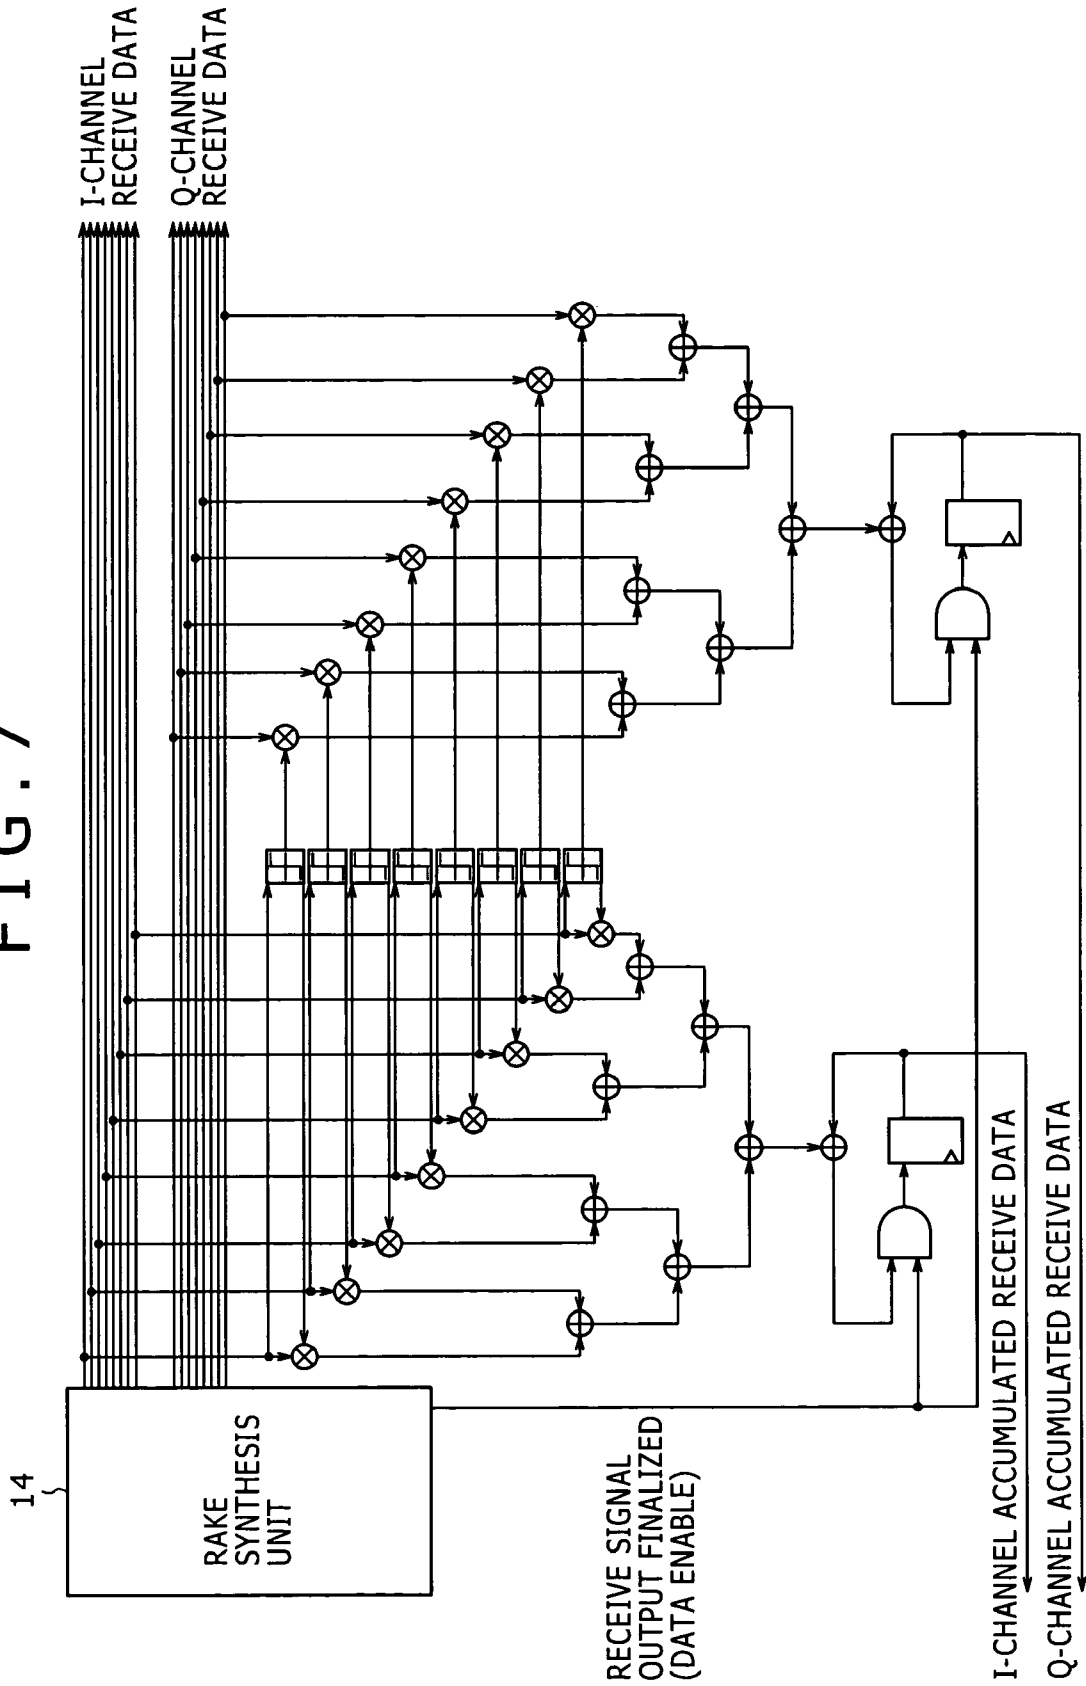 FIG. 7
14
RAKE
SYNTHESIS
UNIT
I-CHANNEL
RECEIVE DATA
Q-CHANNEL
RECEIVE DATA
RECEIVE SIGNAL
OUTPUT FINALIZED
(DATA ENABLE)
I-CHANNEL ACCUMULATED RECEIVE DATA
Q-CHANNEL ACCUMULATED RECEIVE DATA